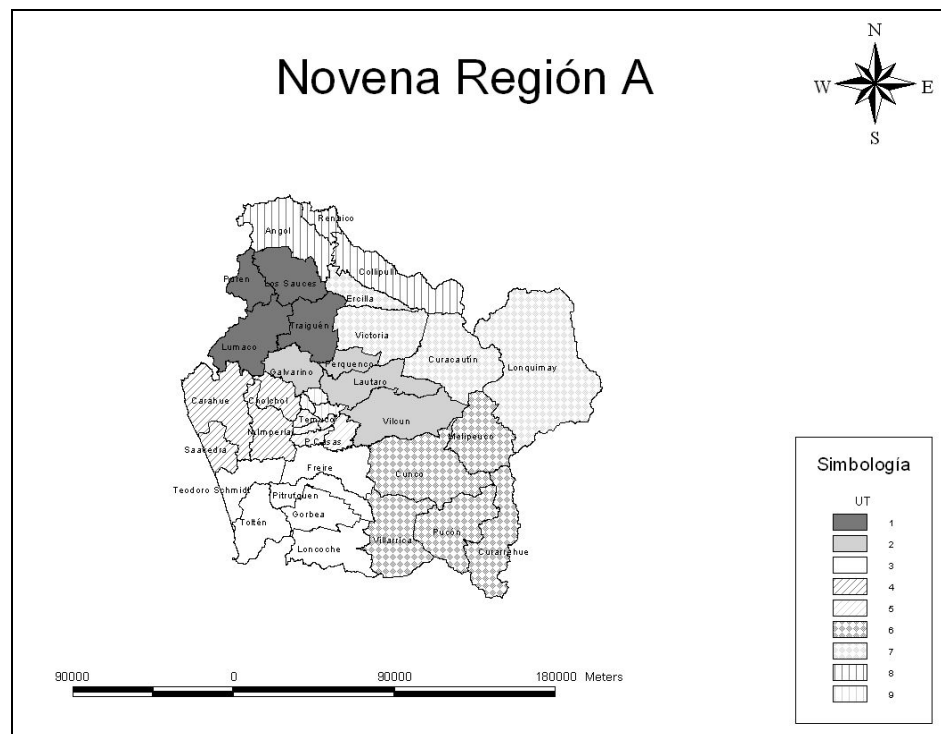 Novena Región A
N
W
E
S
Renaico
Angol
Collipulli
Puren
Los Sauces
Ercilla
Traiguén
Victoria
Lumaco
Curacautín
Perquenco
Lonquimay
Galvarino
Lautaro
Carahue
Cholchol
Temuco
Vilcun
N.Imperial
P.Casas
Melipeuco
Saavedra
Freire
Cunco
Teodoro Schmidt
Pitrufquen
Gorbea
Toltén
Pucón
Villarrica
Loncoche
Curarrehue
Simbología
UT
1
2
3
4
5
6
7
8
9
90000 0 90000 180000 Meters